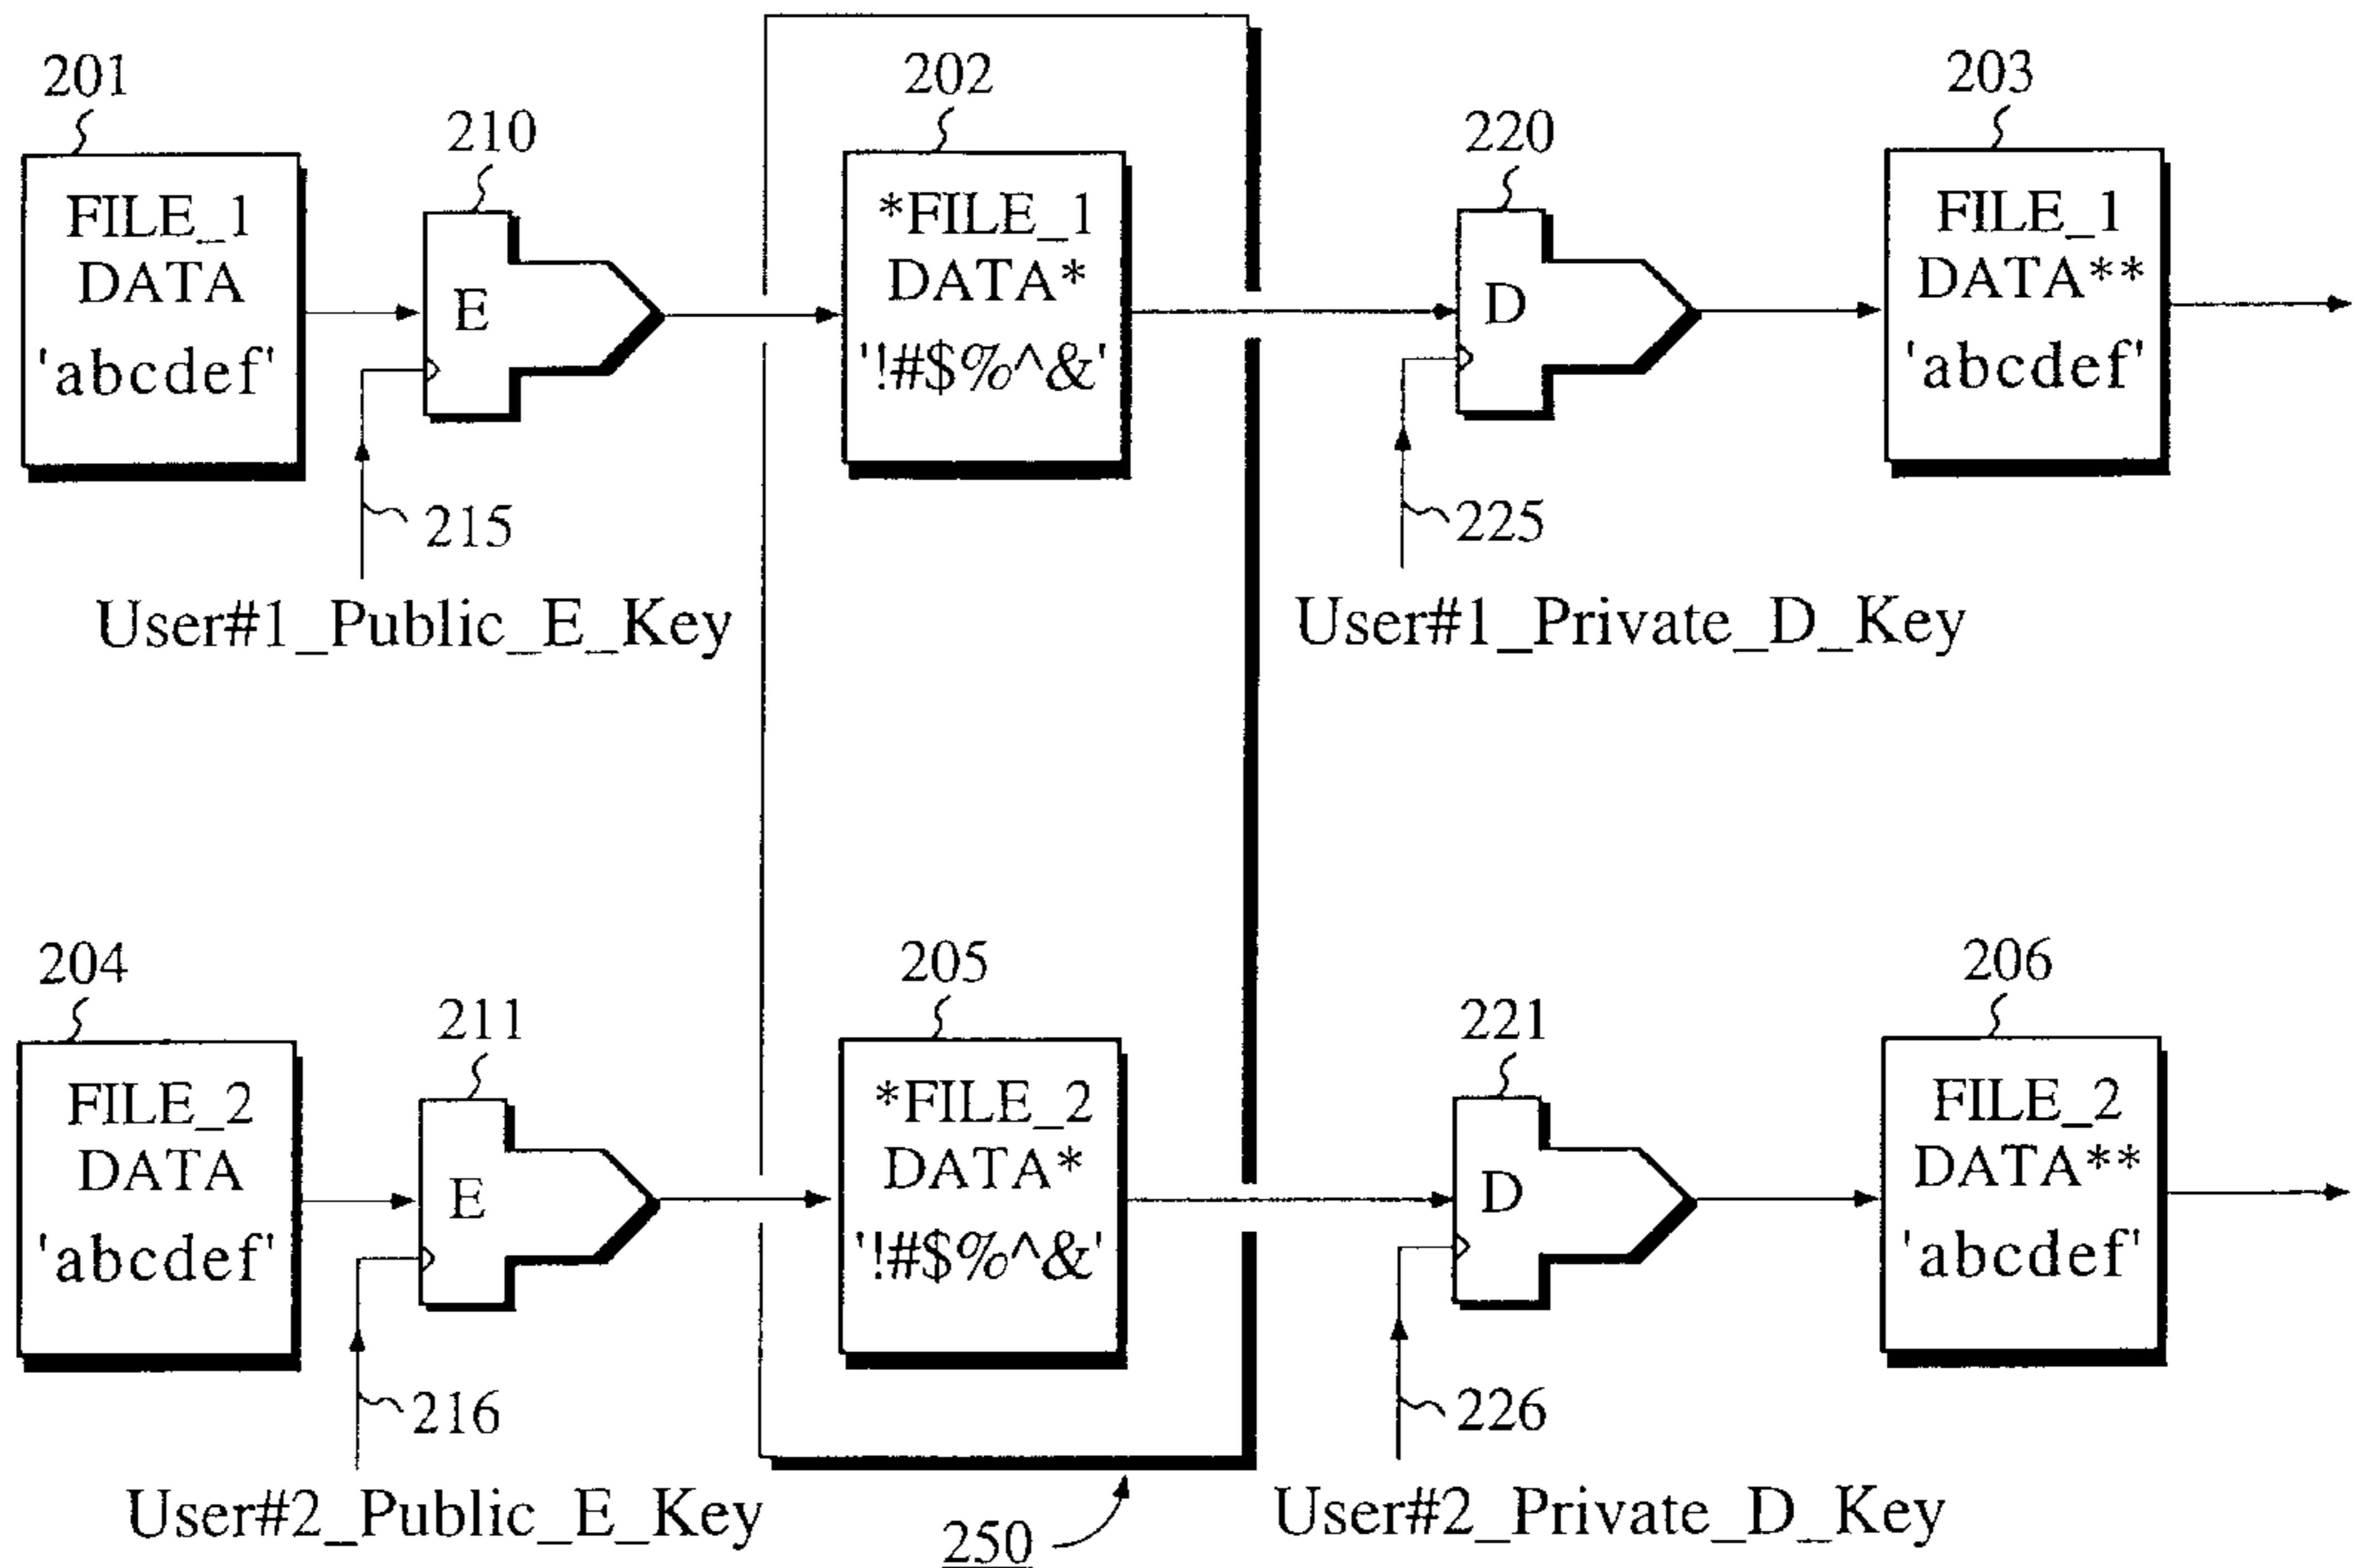 201
210
202
220
203
FILE_1
DATA
'abcdef'
E
*FILE_1
DATA*
'!#$%^&'
D
FILE_1
DATA**
'abcdef'
215
User#1_Public_E_Key
225
User#1_Private_D_Key
204
211
205
221
206
FILE_2
DATA
'abcdef'
E
*FILE_2
DATA*
'!#$%^&'
D
FILE_2
DATA**
'abcdef'
216
User#2_Public_E_Key
226
User#2_Private_D_Key
250